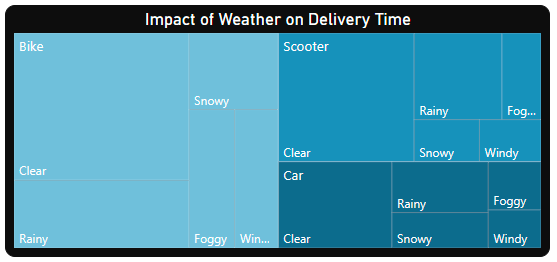 Impact of Weather on Delivery Time
Bike
Clear
Rainy
Snowy
Foggy
Win...
Scooter
Clear
Rainy
Fog...
Snowy
Windy
Car
Clear
Rainy
Foggy
Snowy
Windy